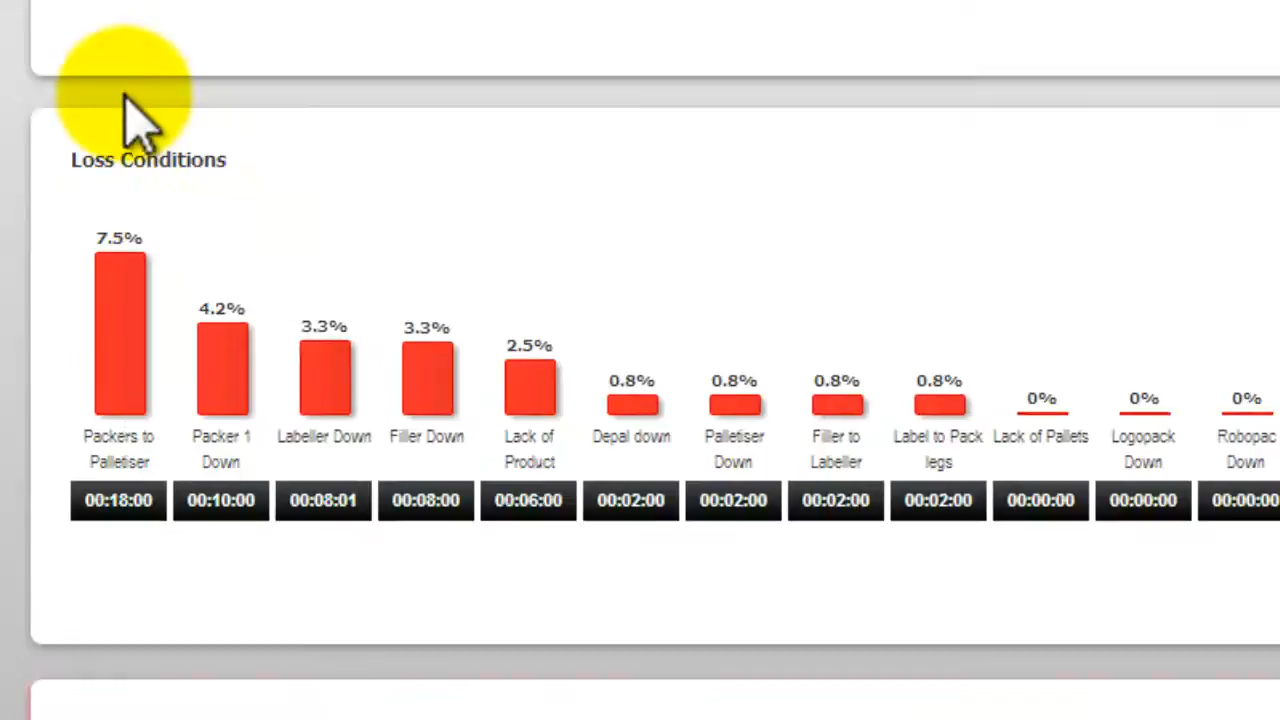 Loss Conditions
7.5%
4.2%
3.3%
3.3%
2.5%
0.8%
0.8%
0.8%
0.8%
0%
0%
0%
Packers to Palletiser
Packer 1 Down
Labeller Down
Filler Down
Lack of Product
Depal down
Palletiser Down
Filler to Labeller
Label to Pack legs
Lack of Pallets
Logopack Down
Robopac Down
00:18:00
00:10:00
00:08:01
00:08:00
00:06:00
00:02:00
00:02:00
00:02:00
00:02:00
00:00:00
00:00:00
00:00:00